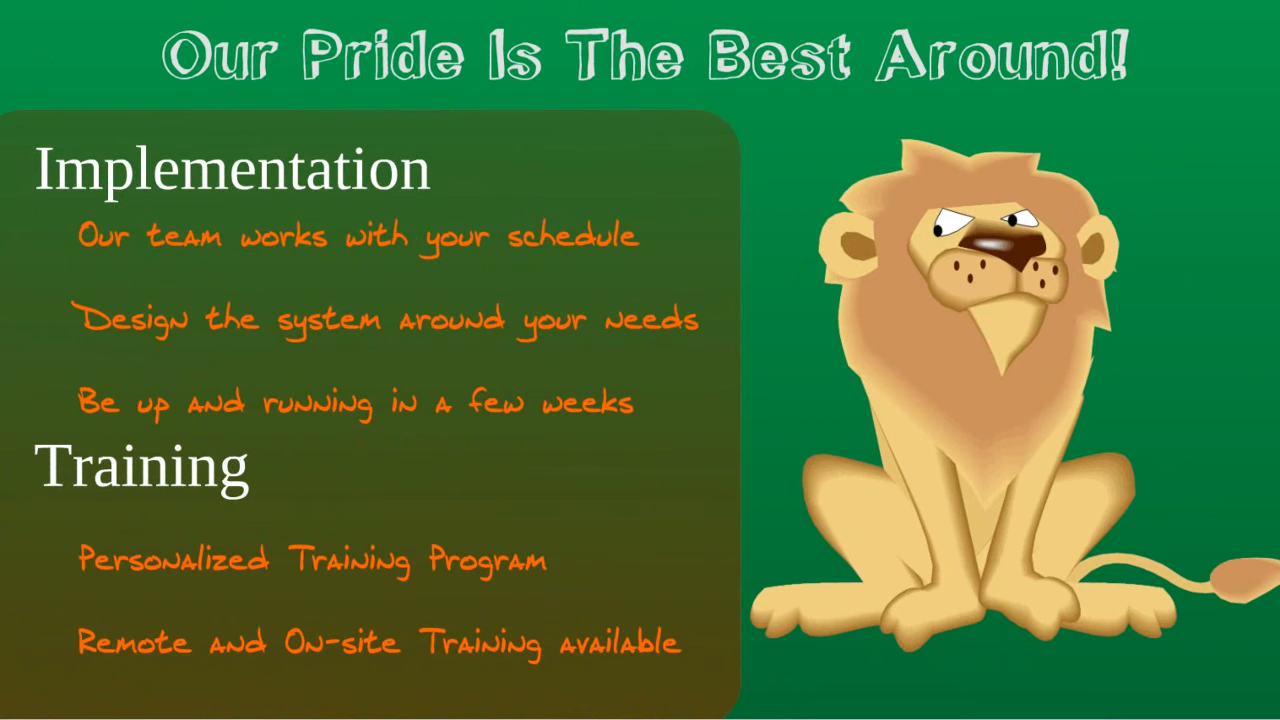 Our Pride Is The Best Around!
Implementation
Our team works with your schedule
Design the system around your needs
Be up and running in a few weeks
Training
Personalized Training Program
Remote and On-site Training available